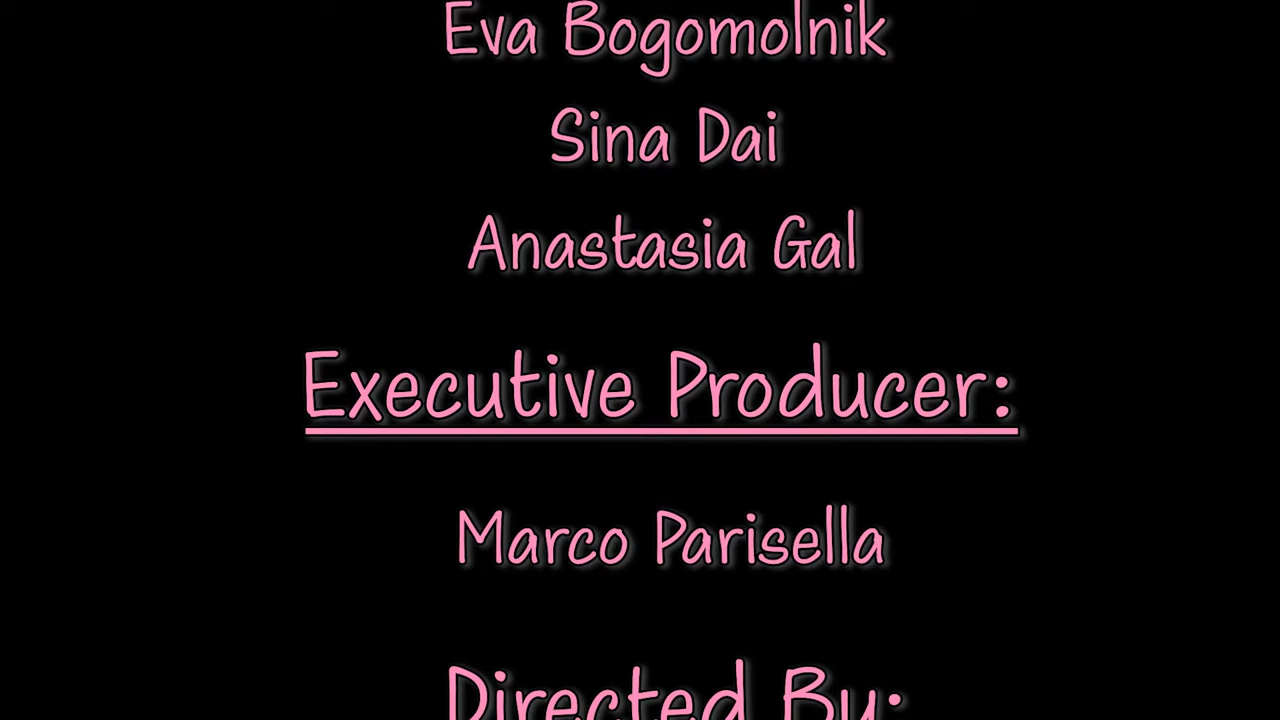 Eva Bogomolnik
Sina Dai
Anastasia Gal
Executive Producer:
Marco Parisella
Directed By: